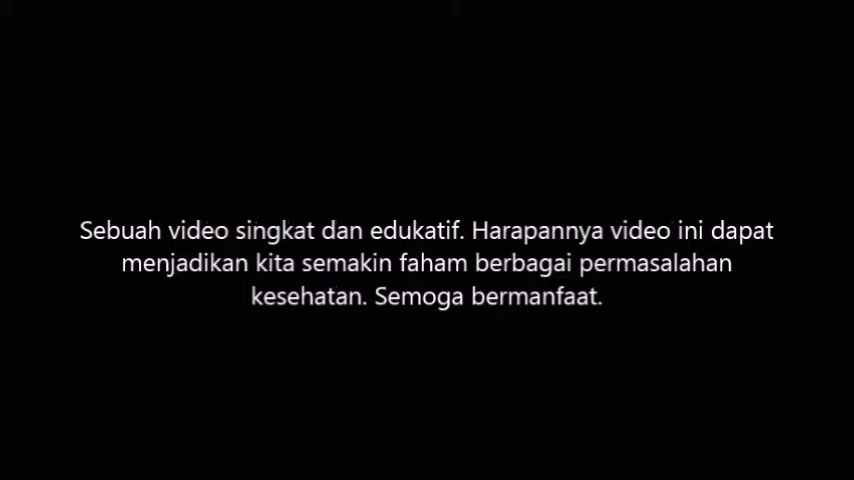 Sebuah video singkat dan edukatif. Harapannya video ini dapat
menjadikan kita semakin faham berbagai permasalahan
kesehatan. Semoga bermanfaat.